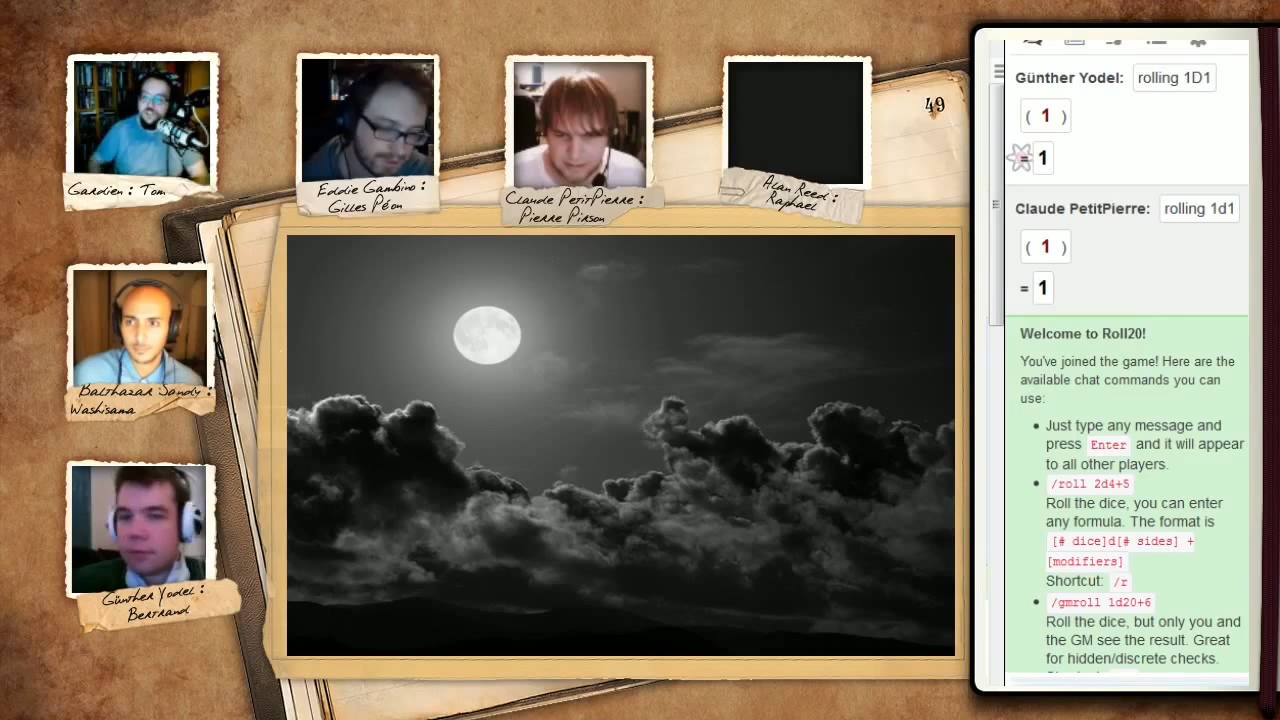 Gardien : Tom
Eddie Gambino :
Gilles Péon
Claude PetitPierre :
Pierre Pirson
Alan Reed :
Raphael
49
Balthazar Sandy :
Washisama
Günther Yodel :
Bertrand
Günther Yodel: rolling 1D1
( 1 )
= 1
Claude PetitPierre: rolling 1d1
( 1 )
= 1
Welcome to Roll20!
You've joined the game! Here are the
available chat commands you can
use:
• Just type any message and
press Enter and it will appear
to all other players.
• /roll 2d4+5
Roll the dice, you can enter
any formula. The format is
[# dice]d[# sides] +
[modifiers]
Shortcut: /r
• /gmroll 1d20+6
Roll the dice, but only you and
the GM see the result. Great
for hidden/discrete checks.